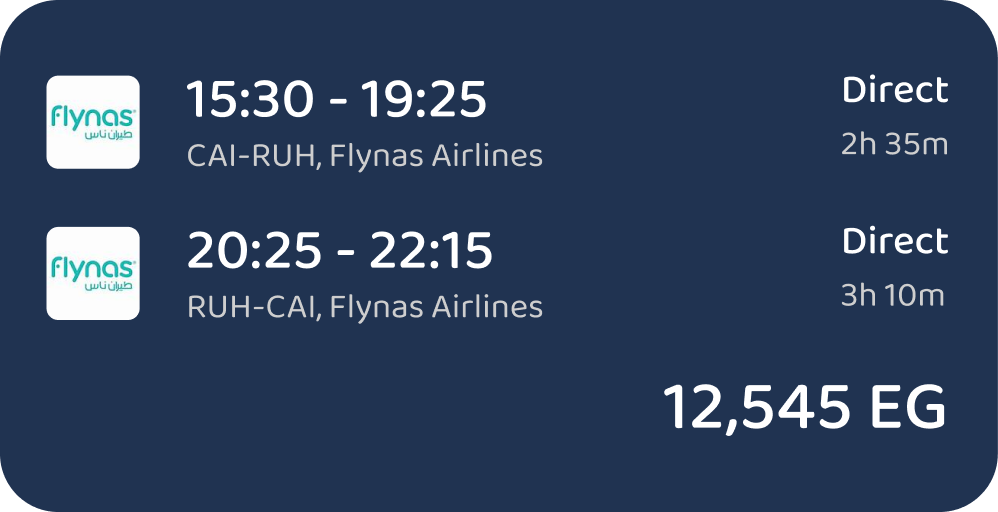 flynas
طيران ناس
15:30 - 19:25
CAI-RUH, Flynas Airlines
Direct
2h 35m
flynas
طيران ناس
20:25 - 22:15
RUH-CAI, Flynas Airlines
Direct
3h 10m
12,545 EG